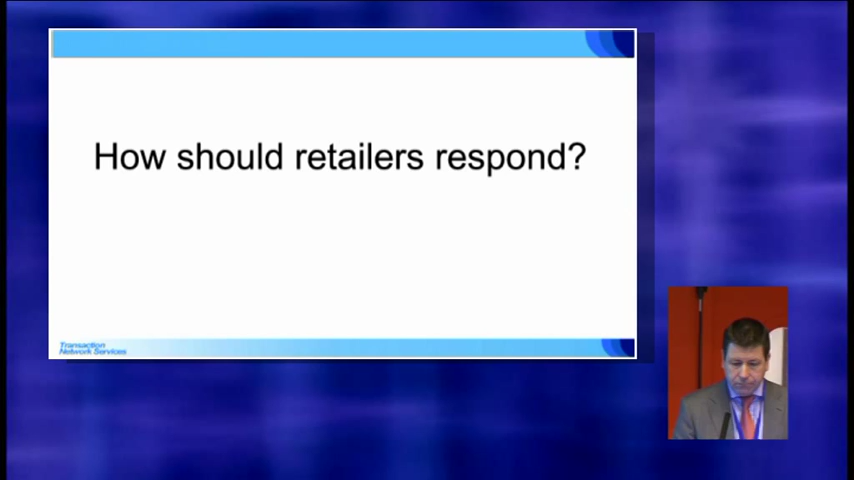 How should retailers respond?
Transaction
Network Services